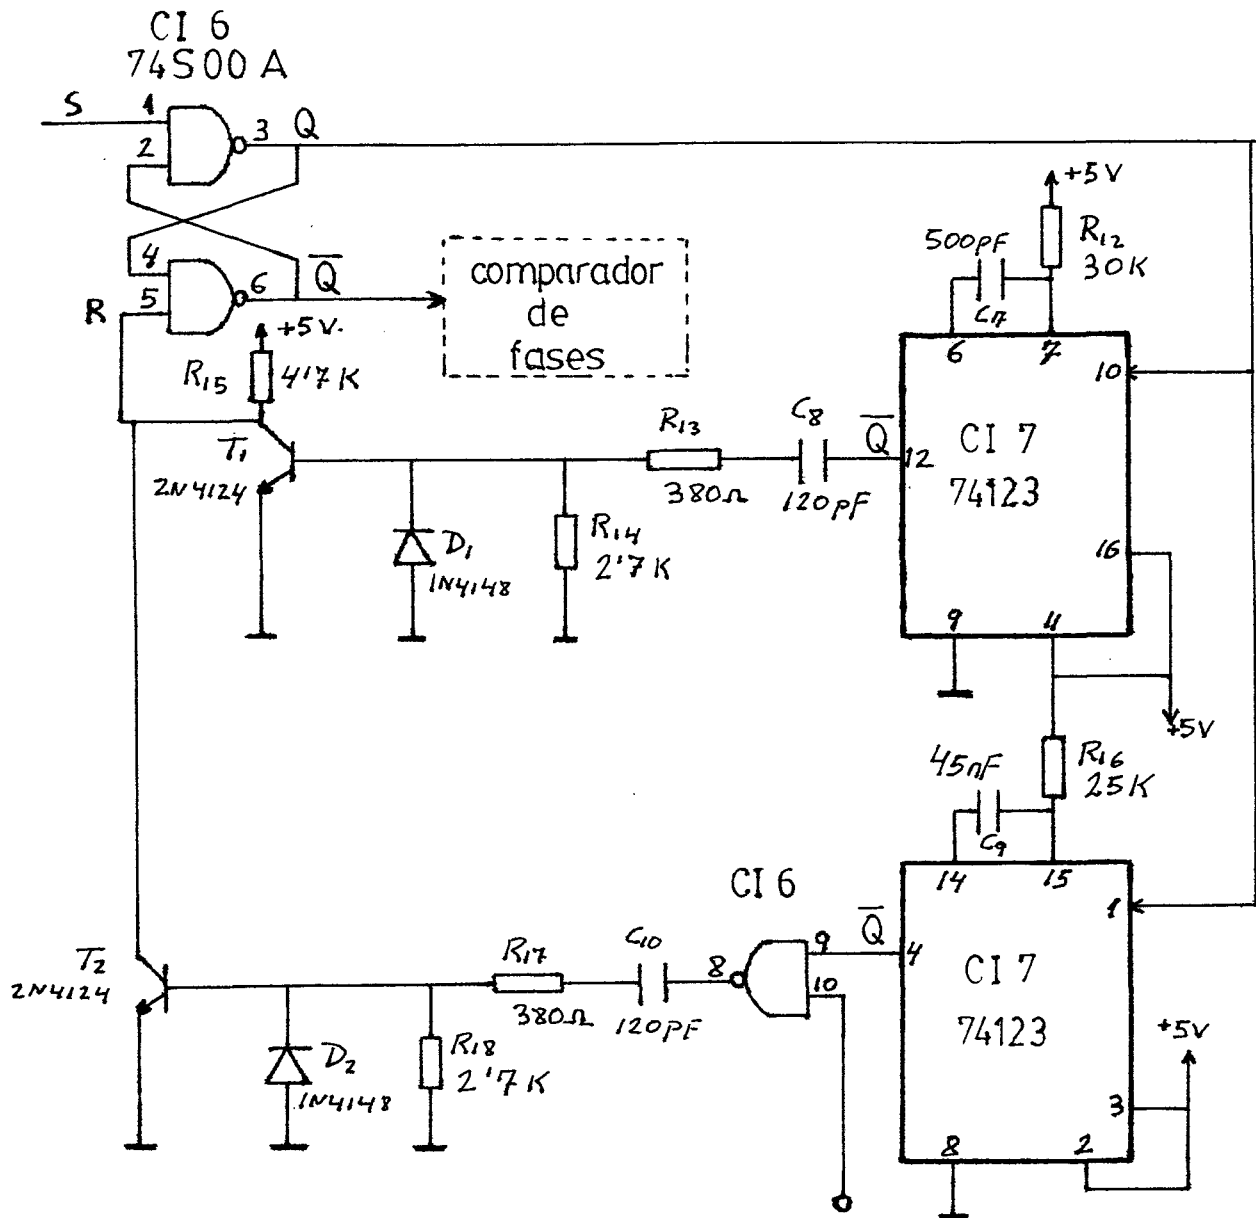 CI 6
74S00 A
S
1
2
3
Q
+5V
R12
30K
500pF
C7
4
5
6
Q̅
R
comparador
de
fases
+5V.
R15
4'7K
6
7
10
CI 7
74123
Q̅
12
16
9
4
C8
120pF
R13
380Ω
T1
2N4124
D1
1N4148
R14
2'7K
+5V
R16
25K
45nF
C9
14
15
1
CI 6
Q̅
4
9
10
8
CI 7
74123
C10
120PF
R17
380Ω
T2
2N4124
D2
1N4148
R18
2'7K
+5V
3
2
8